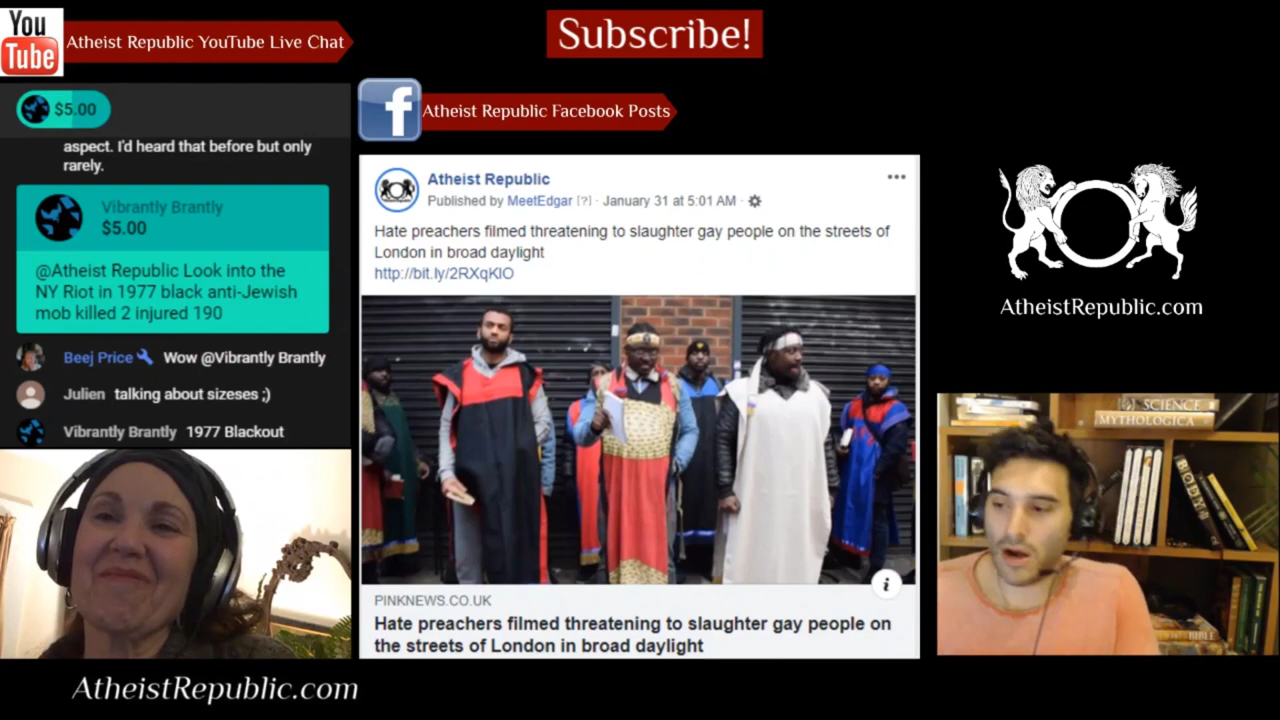 You
Tube
Atheist Republic YouTube Live Chat
Subscribe!
$5.00
aspect. I'd heard that before but only
rarely.
Vibrantly Brantly
$5.00
@Atheist Republic Look into the
NY Riot in 1977 black anti-Jewish
mob killed 2 injured 190
Beej Price Wow @Vibrantly Brantly
Julien talking about sizeses ;)
Vibrantly Brantly 1977 Blackout
f
Atheist Republic Facebook Posts
Atheist Republic
Published by MeetEdgar [?] · January 31 at 5:01 AM ·
Hate preachers filmed threatening to slaughter gay people on the streets of
London in broad daylight
http://bit.ly/2RXqKIO
i
PINKNEWS.CO.UK
Hate preachers filmed threatening to slaughter gay people on
the streets of London in broad daylight
AtheistRepublic.com
SCIENCE
MYTHOLOGICA
BIBLE
AtheistRepublic.com